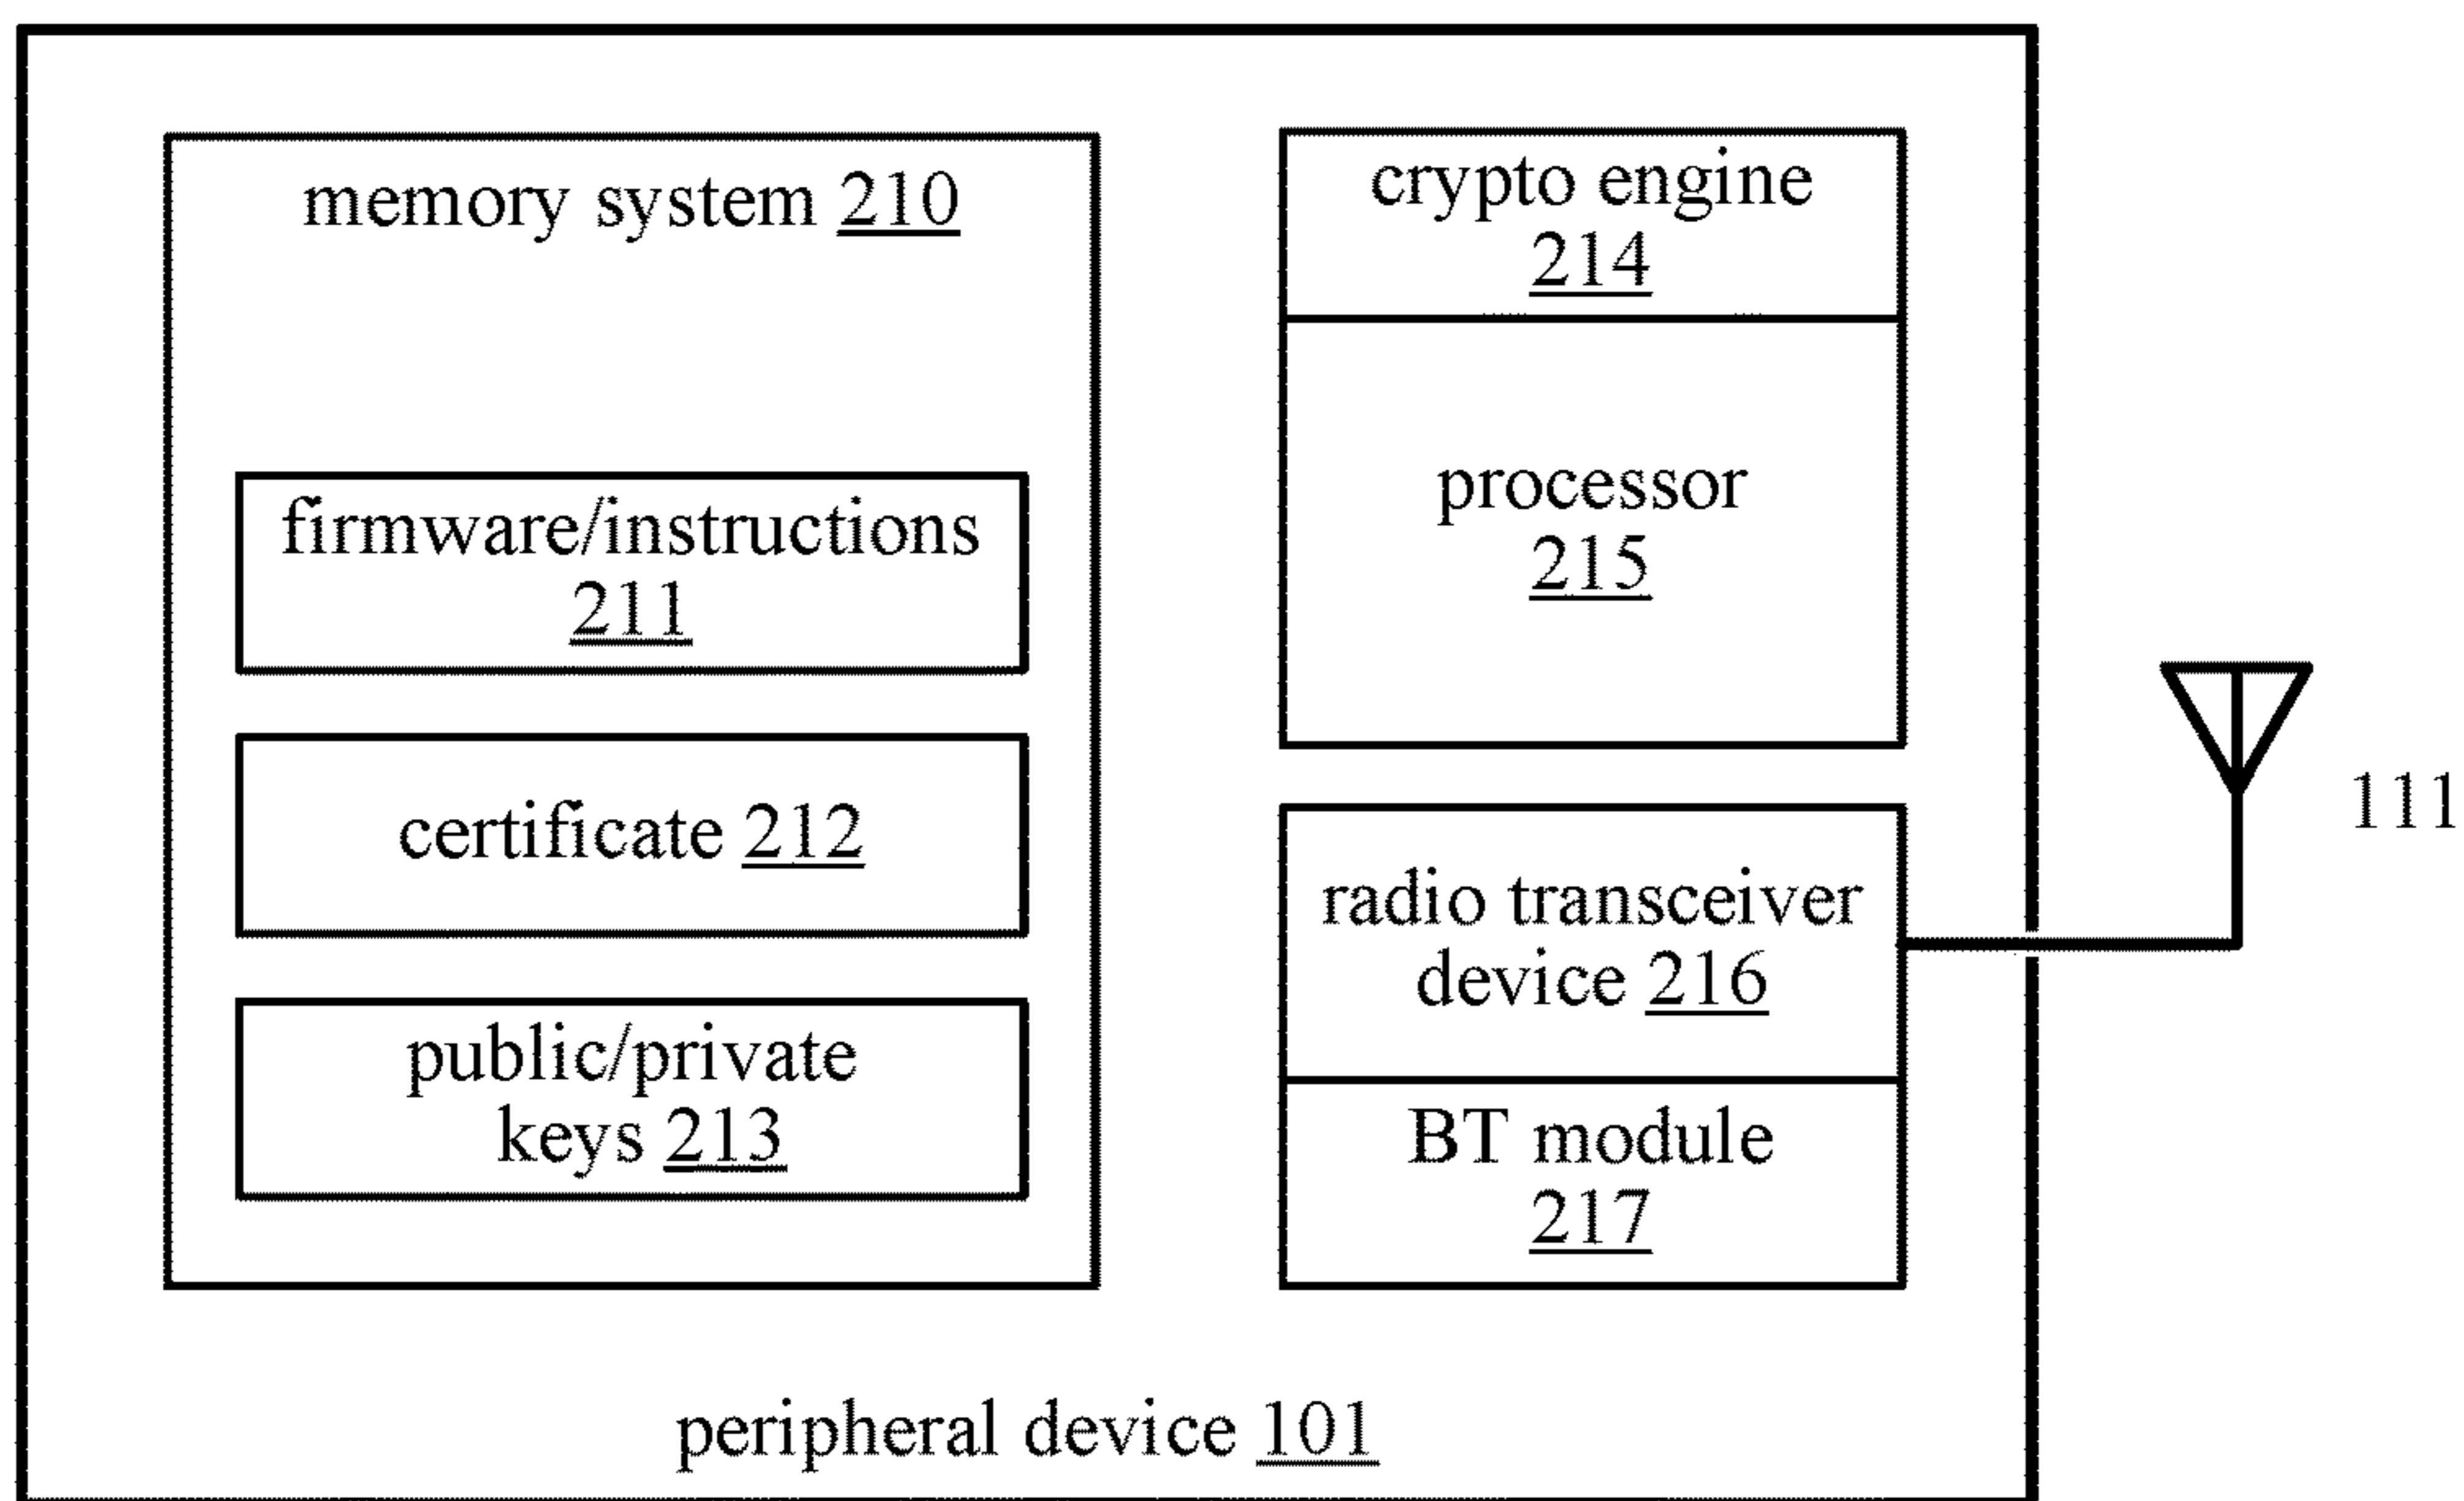 memory system 210
firmware/instructions
211
certificate 212
public/private
keys 213
crypto engine
214
processor
215
radio transceiver
device 216
BT module
217
111
peripheral device 101